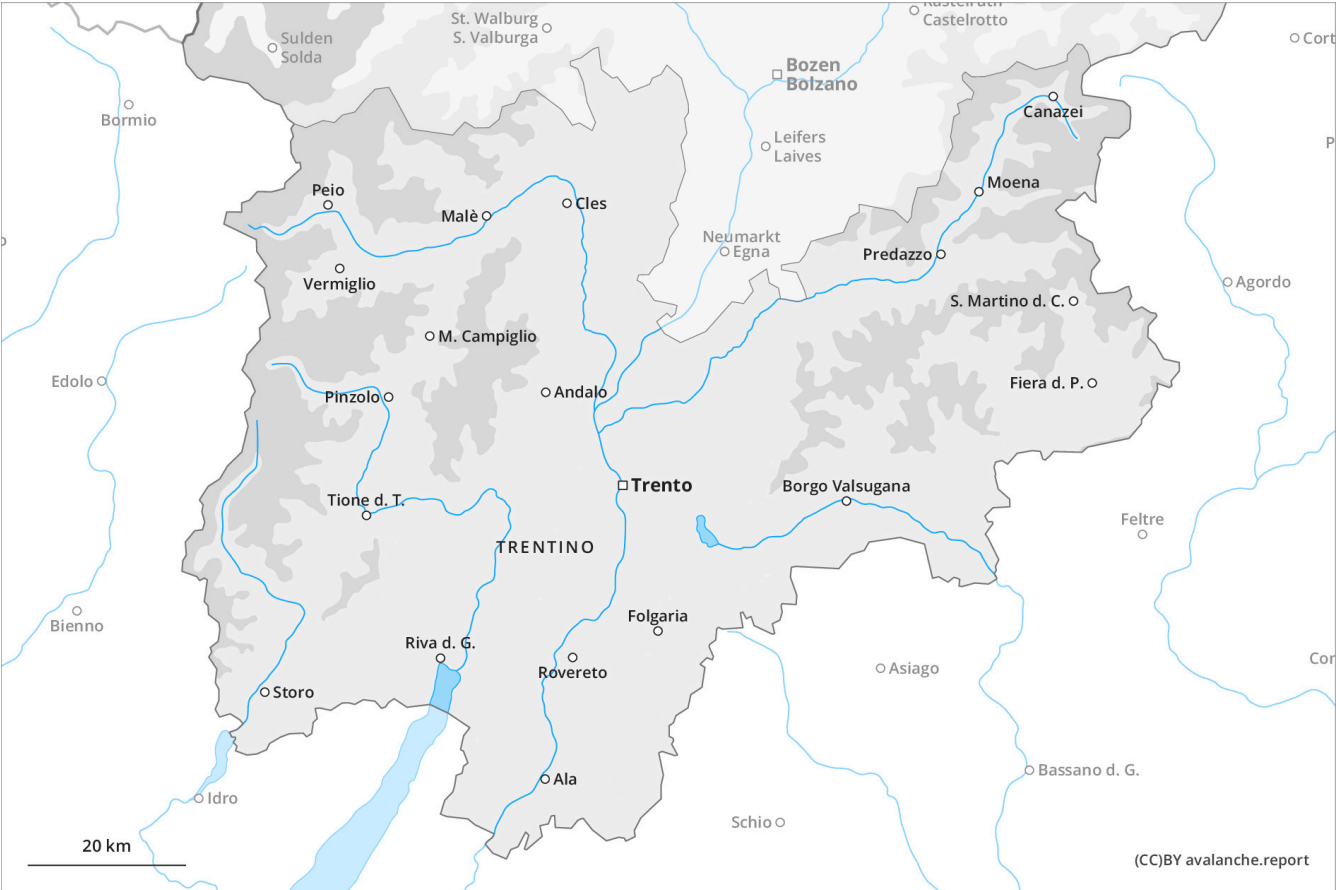 Kastelruth
Castelrotto
St. Walburg
S. Valburga
Sulden
Solda
Cort
Bozen
Bolzano
Bormio
Canazei
Leifers
Laives
P
Moena
Peio
Malè
Cles
Neumarkt
Egna
Predazzo
Vermiglio
Agordo
S. Martino d. C.
M. Campiglio
Edolo
Fiera d. P.
Pinzolo
Andalo
Trento
Borgo Valsugana
Tione d. T.
Feltre
TRENTINO
Bienno
Folgaria
Riva d. G.
Cor
Asiago
Rovereto
Storo
Bassano d. G.
Ala
Idro
Schio
20 km
(CC)BY avalanche.report